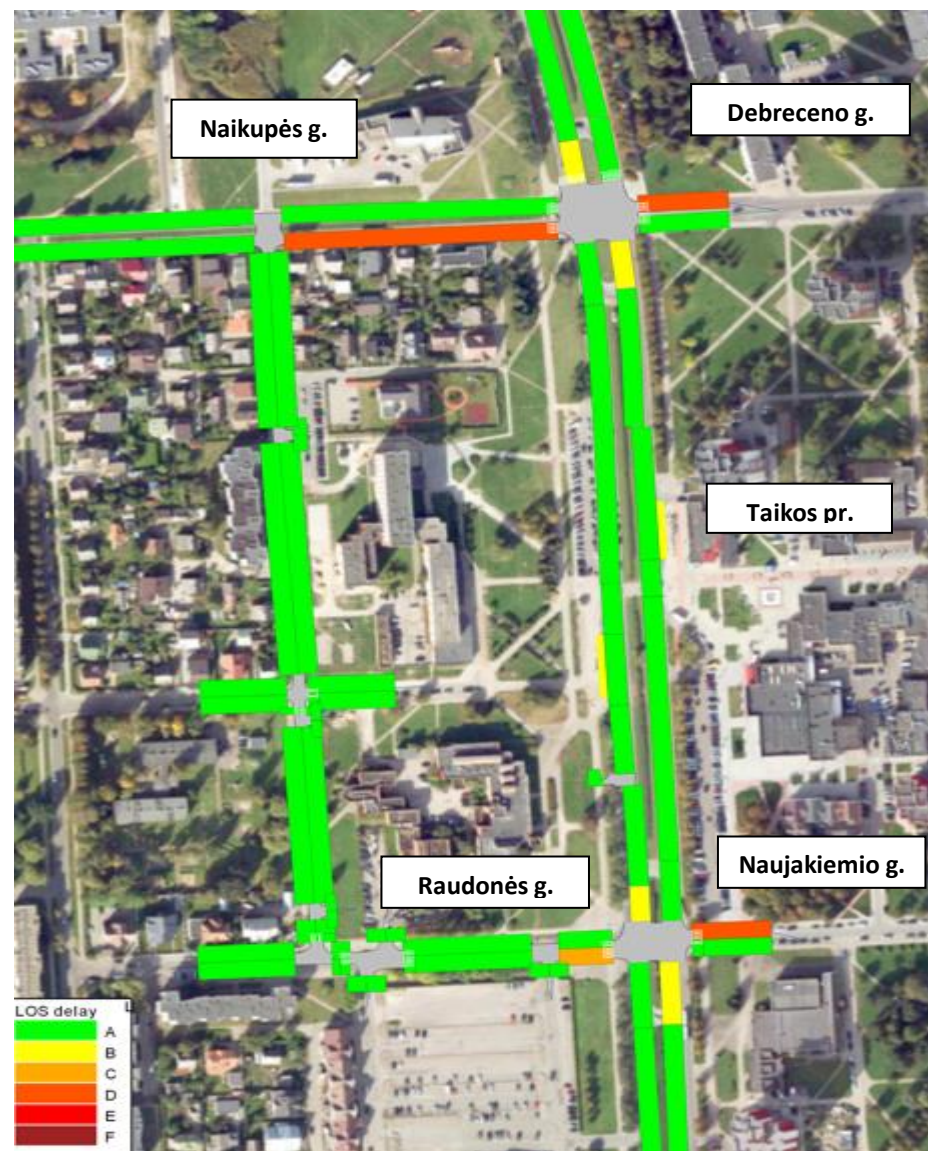 Debreceno g.
Naikupės g.
Taikos pr.
Naujakiemio g.
Raudonės g.
LOS delay
A
B
C
D
E
F